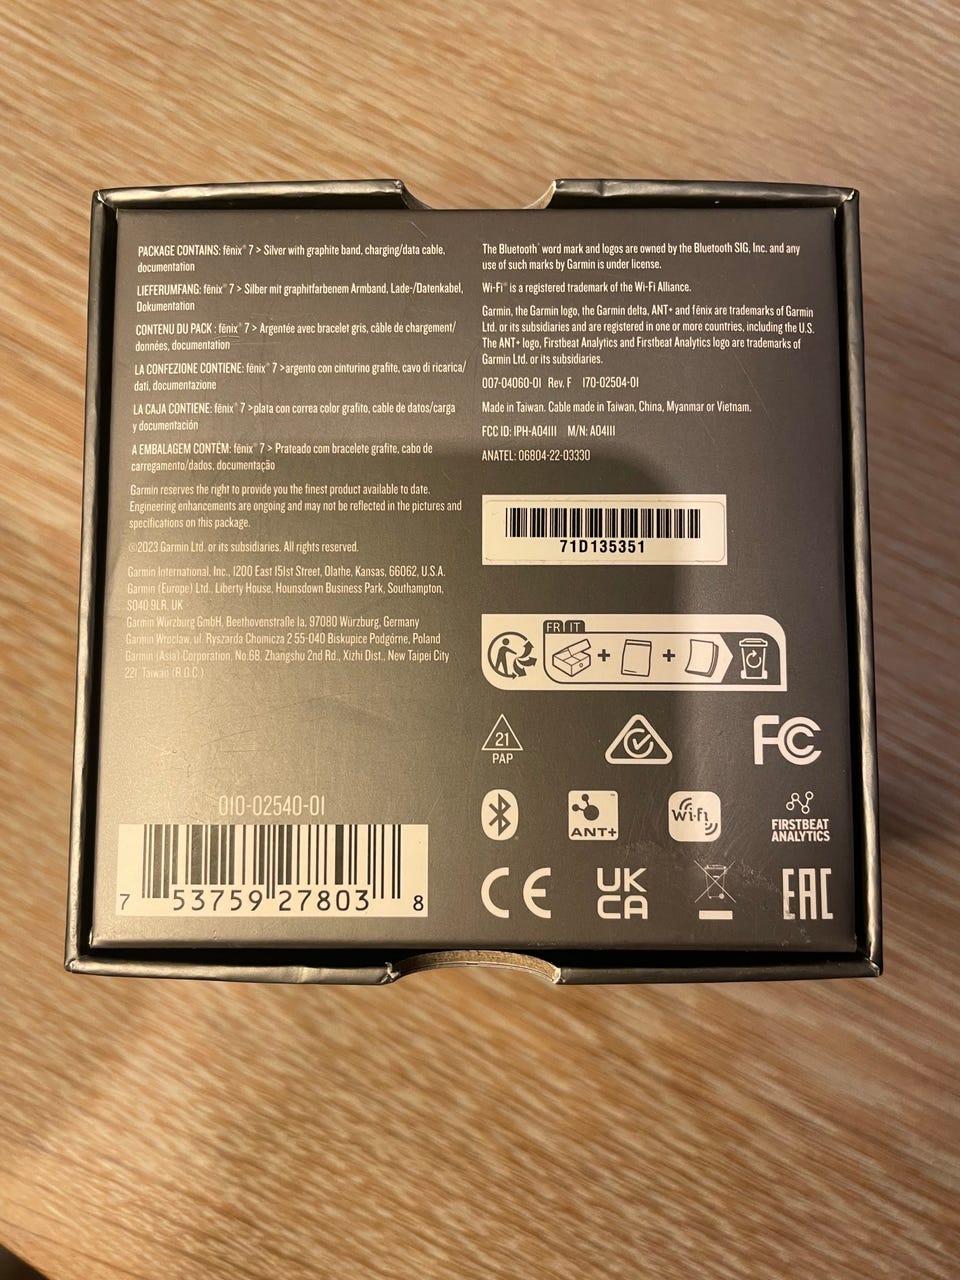 PACKAGE CONTAINS: fēnix® 7 > Silver with graphite band, charging/data cable,
documentation
LIEFERUMFANG: fēnix® 7 > Silber mit graphitfarbenem Armband, Lade-/Datenkabel,
Dokumentation
CONTENU DU PACK : fēnix® 7 > Argentée avec bracelet gris, câble de chargement/
données, documentation
LA CONFEZIONE CONTIENE: fēnix® 7 >argento con cinturino grafite, cavo di ricarica/
dati, documentazione
LA CAJA CONTIENE: fēnix® 7 >plata con correa color grafito, cable de datos/carga
y documentación
A EMBALAGEM CONTÉM: fēnix® 7 > Prateado com bracelete grafite, cabo de
carregamento/dados, documentação
Garmin reserves the right to provide you the finest product available to date.
Engineering enhancements are ongoing and may not be reflected in the pictures and
specifications on this package.
©2023 Garmin Ltd. or its subsidiaries. All rights reserved.
Garmin International, Inc., 1200 East 151st Street, Olathe, Kansas, 66062, U.S.A.
Garmin (Europe) Ltd., Liberty House, Hounsdown Business Park, Southampton,
SO40 9LR, UK
Garmin Würzburg GmbH, Beethovenstraße 1a, 97080 Würzburg, Germany
Garmin Wroclaw, ul. Ryszarda Chomicza 2 55-040 Biskupice Podgórne, Poland
Garmin (Asia) Corporation, No.68, Zhangshu 2nd Rd., Xizhi Dist., New Taipei City
221, Taiwan (R.O.C.)
010-02540-01
7 53759 27803 8
The Bluetooth® word mark and logos are owned by the Bluetooth SIG, Inc. and any
use of such marks by Garmin is under license.
Wi-Fi® is a registered trademark of the Wi-Fi Alliance.
Garmin, the Garmin logo, the Garmin delta, ANT+ and fēnix are trademarks of Garmin
Ltd. or its subsidiaries and are registered in one or more countries, including the U.S.
The ANT+ logo, Firstbeat Analytics and Firstbeat Analytics logo are trademarks of
Garmin Ltd. or its subsidiaries.
007-04060-01 Rev. F 170-02504-01
Made in Taiwan. Cable made in Taiwan, China, Myanmar or Vietnam.
FCC ID: IPH-A04111 M/N: A04111
ANATEL: 06804-22-03330
71D135351
FR IT
+ +
21
PAP
FC
ANT+
Wi-Fi
FIRSTBEAT
ANALYTICS
CE
UK
CA
EAC